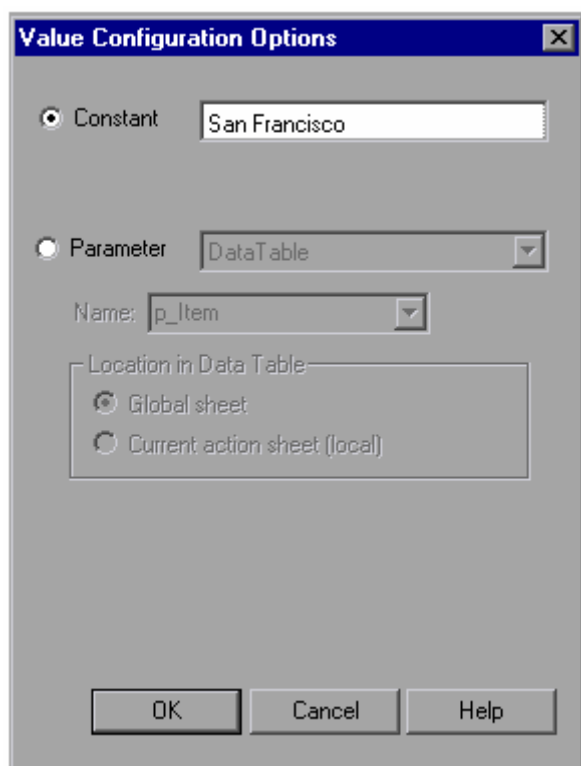 Value Configuration Options
Constant San Francisco
Parameter DataTable
Name: p_Item
Location in Data Table
Global sheet
Current action sheet (local)
OK Cancel Help